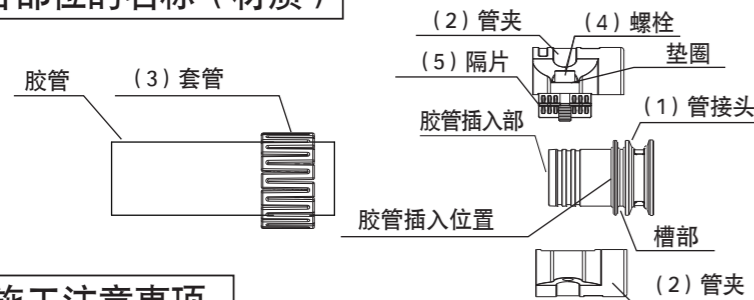 各部位的名称（材质）
（2）管夹
（4）螺栓
（5）隔片
垫圈
胶管
（3）套管
（1）管接头
胶管插入部
胶管插入位置
槽部
（2）管夹
施工注意事项